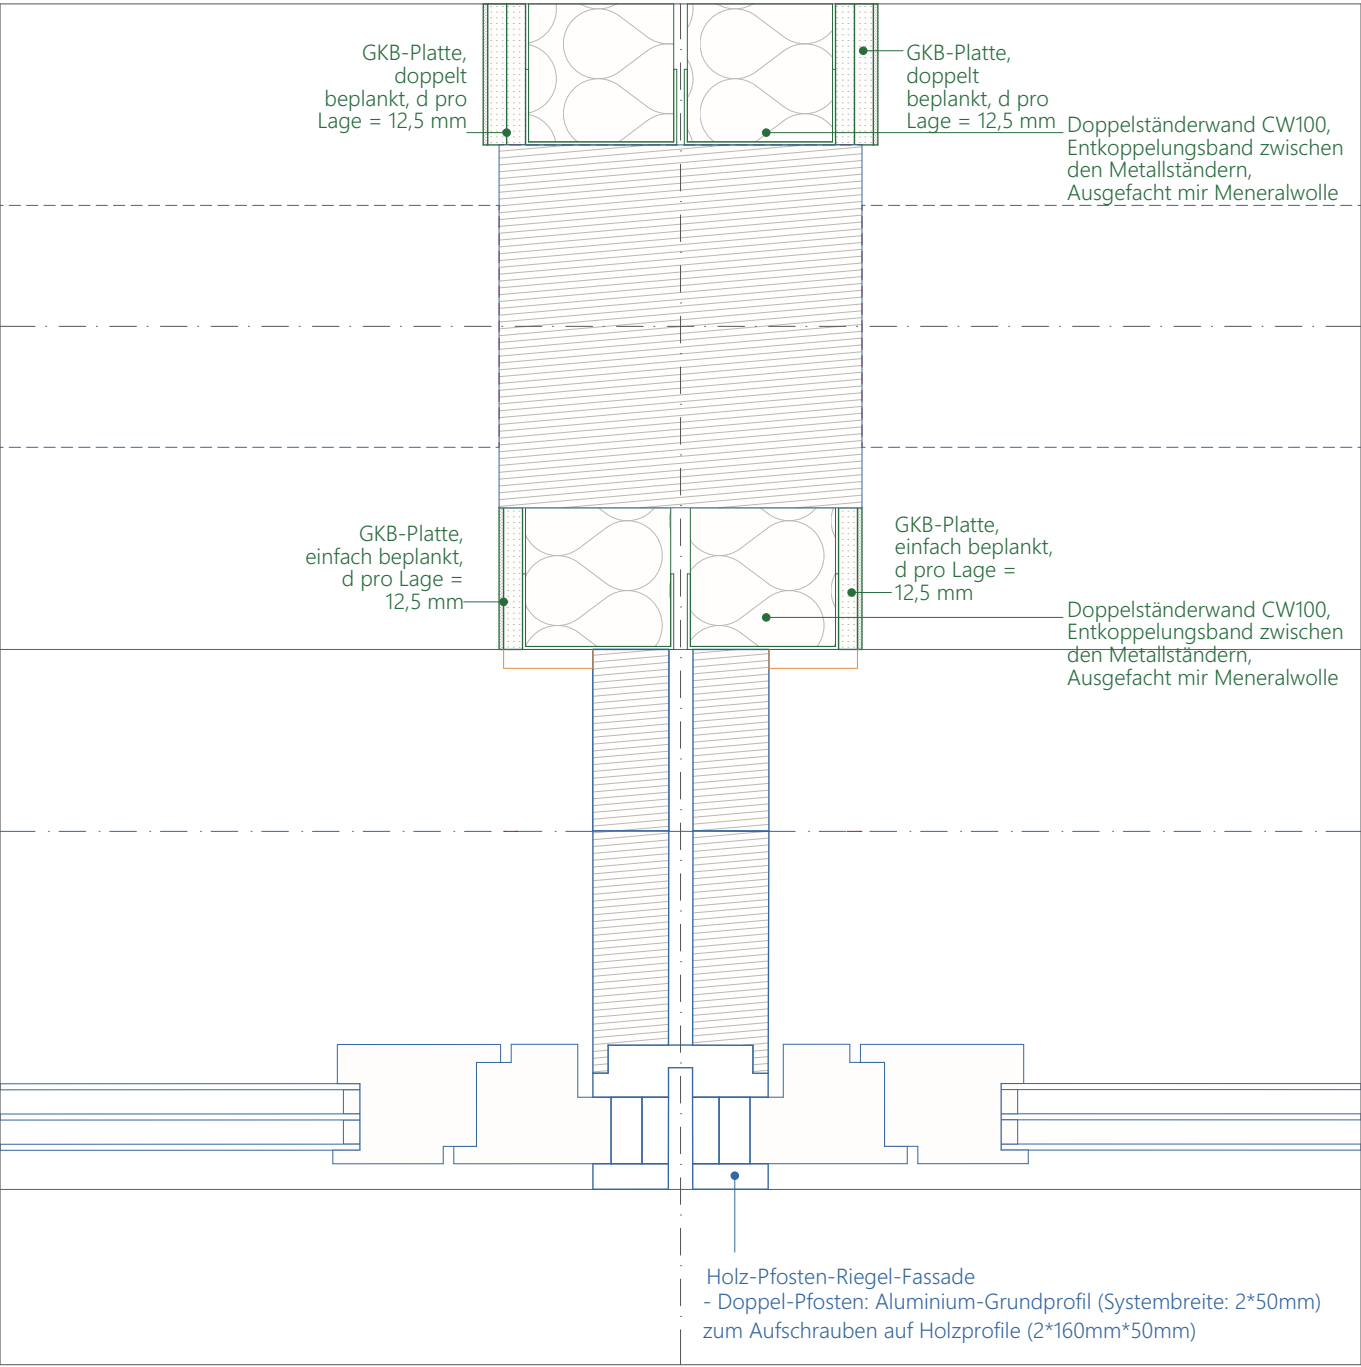 GKB-Platte,
doppelt
beplankt, d pro
Lage = 12,5 mm
GKB-Platte,
doppelt
beplankt, d pro
Lage = 12,5 mm
Doppelständerwand CW100,
Entkoppelungsband zwischen
den Metallständern,
Ausgefacht mir Meneralwolle
GKB-Platte,
einfach beplankt,
d pro Lage =
12,5 mm
GKB-Platte,
einfach beplankt,
d pro Lage =
12,5 mm
Doppelständerwand CW100,
Entkoppelungsband zwischen
den Metallständern,
Ausgefacht mir Meneralwolle
Holz-Pfosten-Riegel-Fassade
- Doppel-Pfosten: Aluminium-Grundprofil (Systembreite: 2*50mm)
zum Aufschrauben auf Holzprofile (2*160mm*50mm)